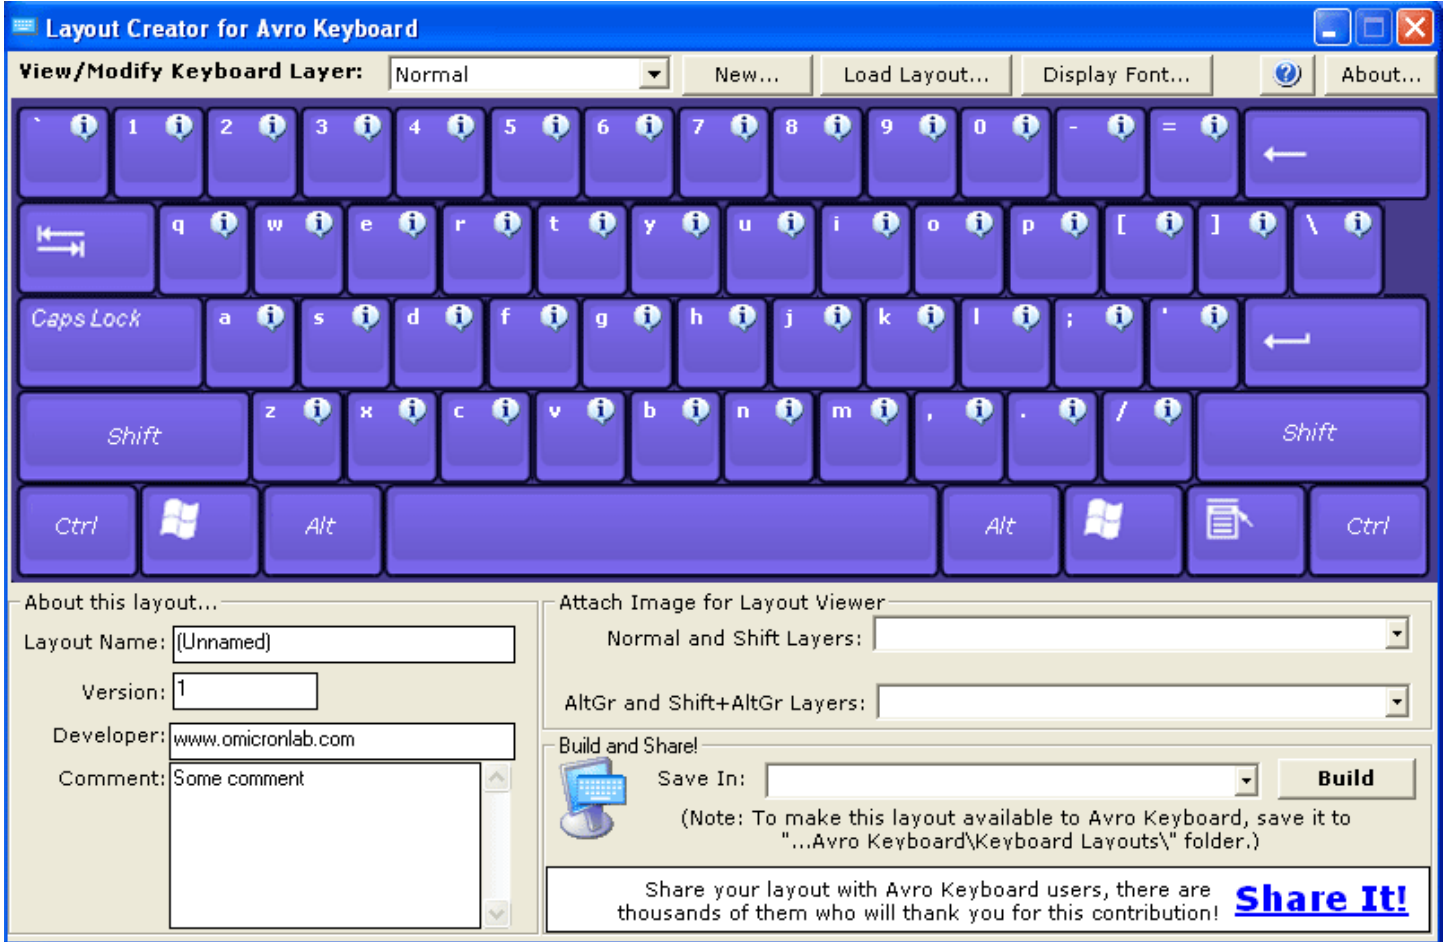 Layout Creator for Avro Keyboard
View/Modify Keyboard Layer: Normal New... Load Layout... Display Font... About...
` 1 2 3 4 5 6 7 8 9 0 - =
q w e r t y u i o p [ ] \
Caps Lock a s d f g h j k l ; '
Shift z x c v b n m , . / Shift
Ctrl Alt Alt Ctrl
About this layout...
Layout Name: (Unnamed)
Version: 1
Developer: www.omicronlab.com
Comment: Some comment
Attach Image for Layout Viewer
Normal and Shift Layers:
AltGr and Shift+AltGr Layers:
Build and Share!
Save In: Build
(Note: To make this layout available to Avro Keyboard, save it to
"...Avro Keyboard\Keyboard Layouts\" folder.)
Share your layout with Avro Keyboard users, there are
thousands of them who will thank you for this contribution!
Share It!